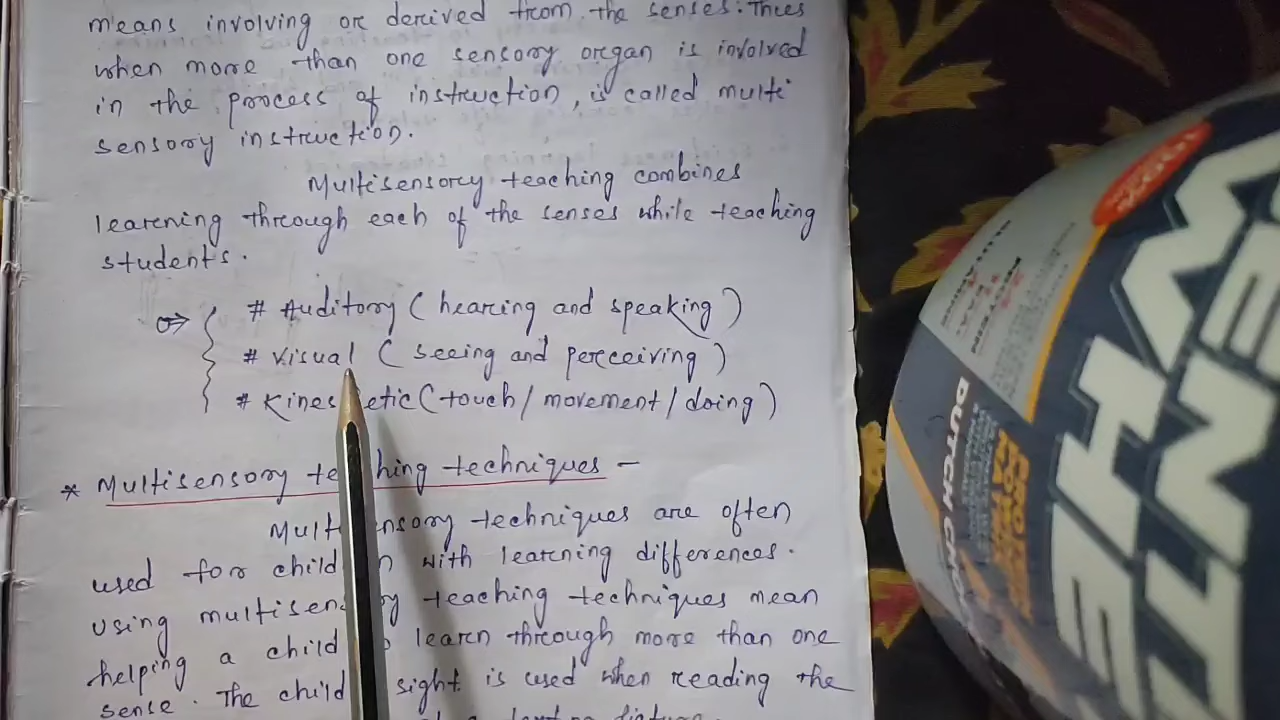 means involving or derived from the senses. Thus
when more than one sensory organ is involved
in the process of instruction, is called multi
sensory instruction.
Multisensory teaching combines
learning through each of the senses while teaching
students.
# Auditory (hearing and speaking)
# Visual (seeing and perceiving)
# Kines etic (touch/movement/doing)
* Multisensory te hing techniques –
Mult nsory techniques are often
used for child n with learning differences.
using multisen y teaching techniques mean
helping a child learn through more than one
sense. The child sight is used when reading the
WHE
DUTCH CHO